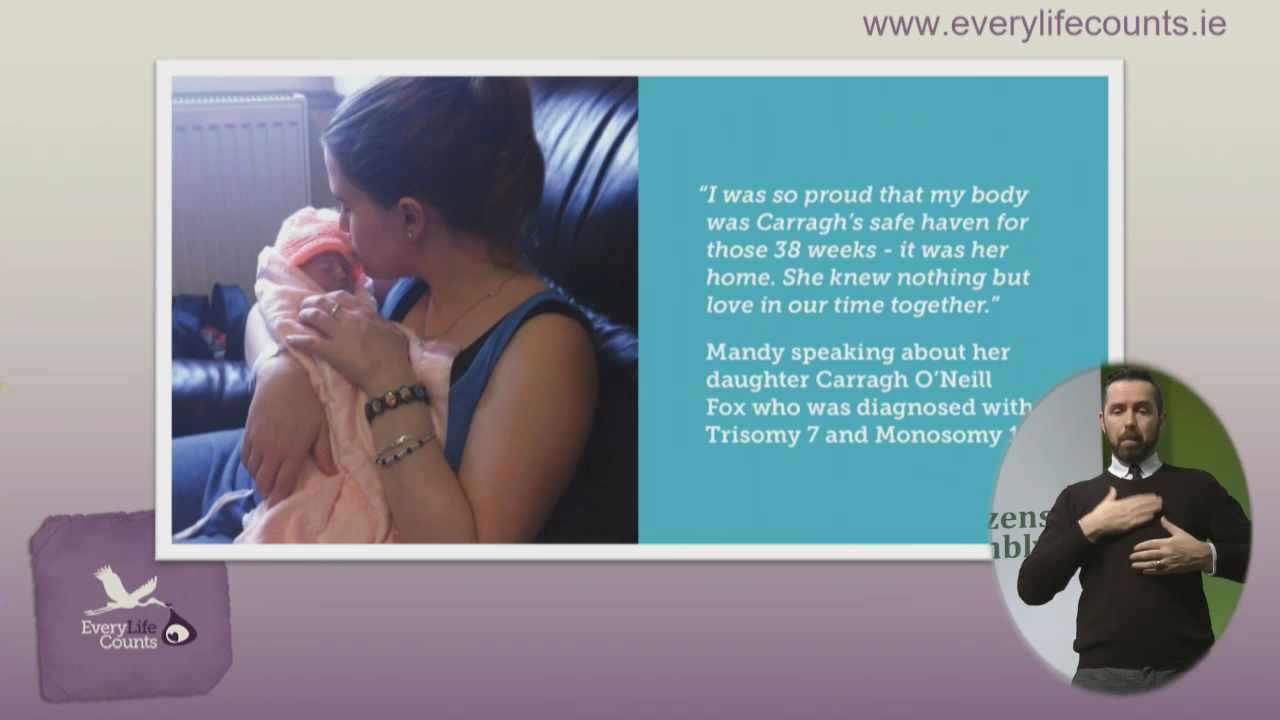 www.everylifecounts.ie
“I was so proud that my body
was Carragh’s safe haven for
those 38 weeks - it was her
home. She knew nothing but
love in our time together.”
Mandy speaking about her
daughter Carragh O’Neill
Fox who was diagnosed with
Trisomy 7 and Monosomy
zens
EveryLife
Counts